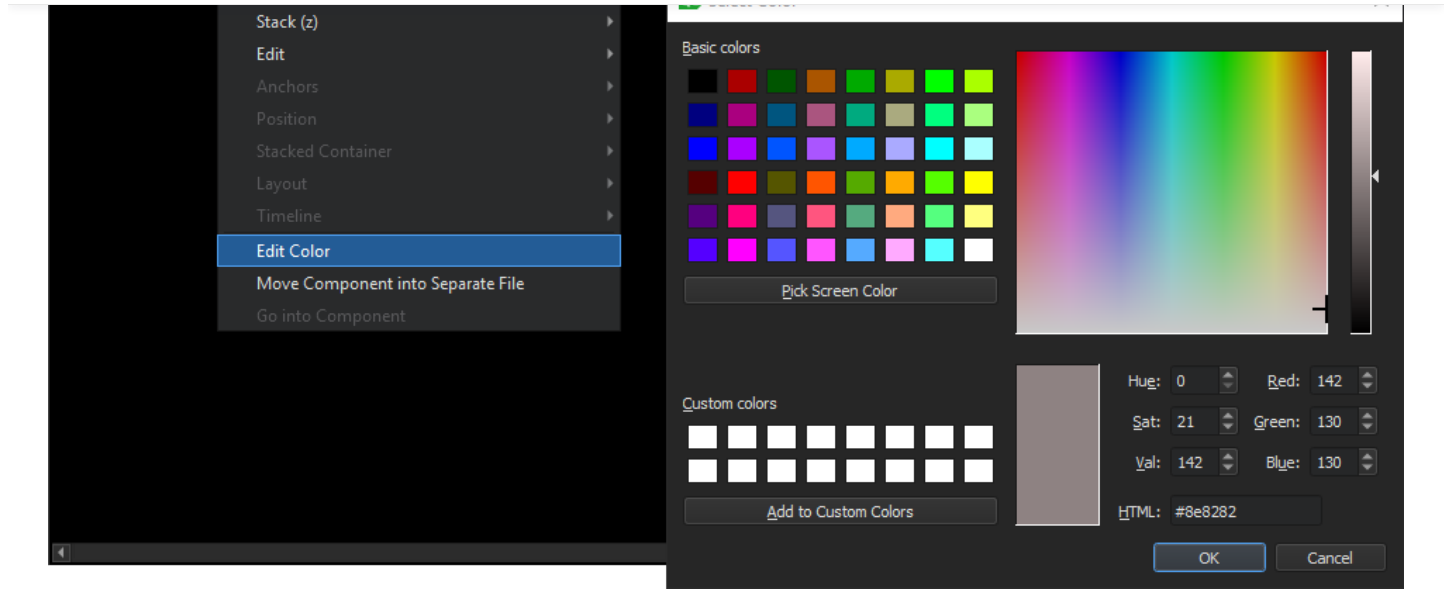 Stack (z)
Edit
Anchors
Position
Stacked Container
Layout
Timeline
Edit Color
Move Component into Separate File
Go into Component
Basic colors
Pick Screen Color
Custom colors
Add to Custom Colors
Hue: 0 Red: 142
Sat: 21 Green: 130
Val: 142 Blue: 130
HTML: #8e8282
OK Cancel